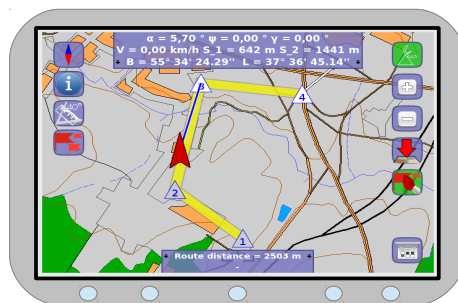 α = 5,70 ° ψ = 0,00 ° γ = 0,00 °
V = 0,00 km/h S_1 = 642 m S_2 = 1441 m
B = 55° 34' 24.29'' L = 37° 36' 45.14''
40°
3
4
2
1
Route distance = 2503 m
-